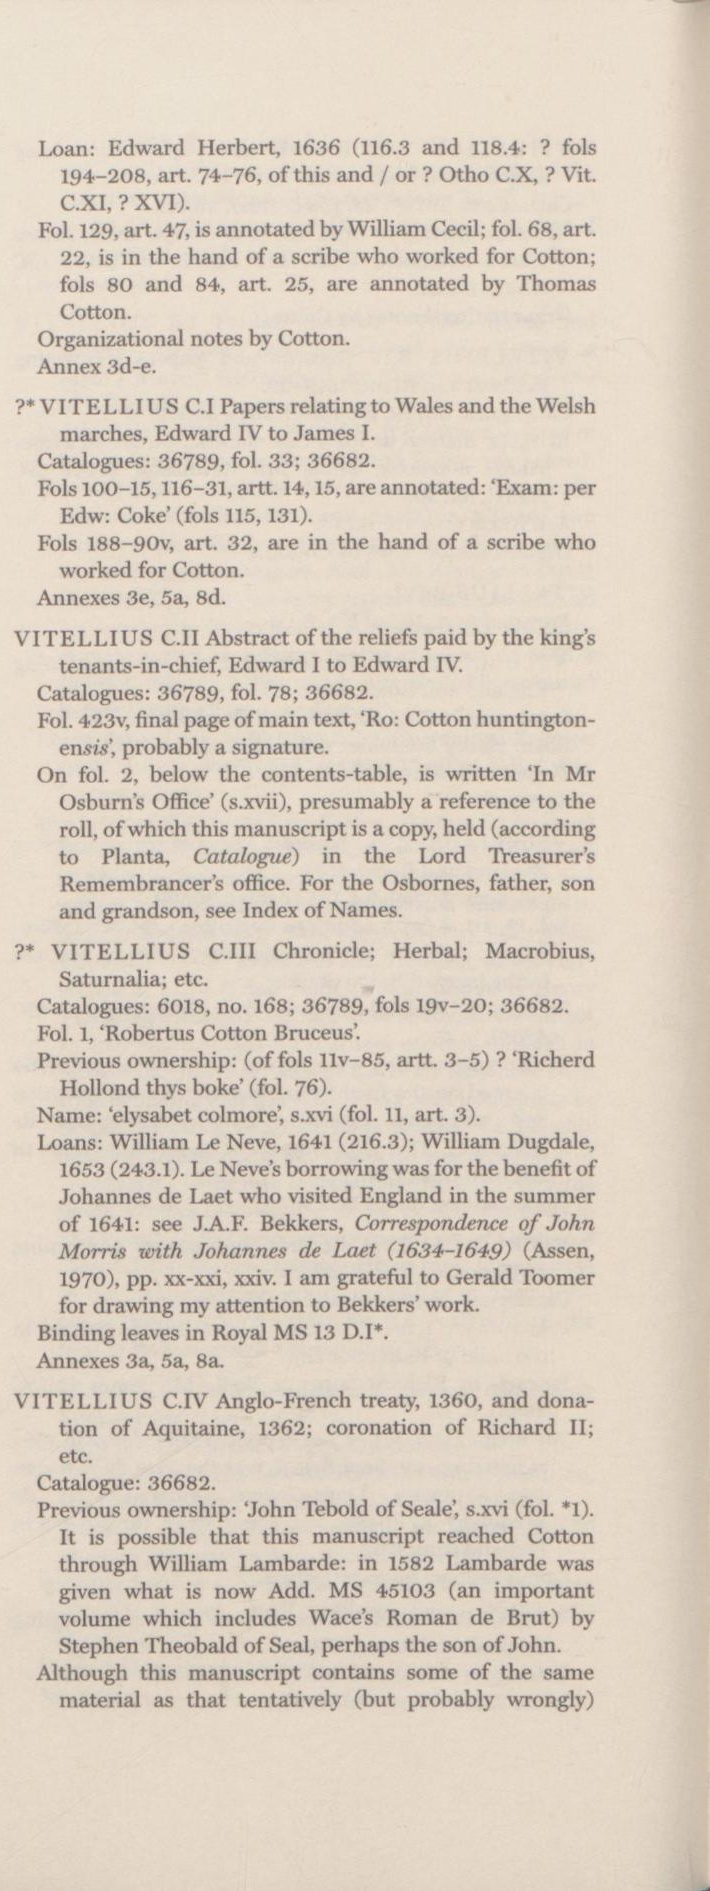 Loan: Edward Herbert, 1636 (116.3 and 118.4: ? fols
194–208, art. 74–76, of this and / or ? Otho C.X, ? Vit.
C.XI, ? XVI).
Fol. 129, art. 47, is annotated by William Cecil; fol. 68, art.
22, is in the hand of a scribe who worked for Cotton;
fols 80 and 84, art. 25, are annotated by Thomas
Cotton.
Organizational notes by Cotton.
Annex 3d-e.
?* VITELLIUS C.I Papers relating to Wales and the Welsh
marches, Edward IV to James I.
Catalogues: 36789, fol. 33; 36682.
Fols 100–15, 116–31, artt. 14, 15, are annotated: ‘Exam: per
Edw: Coke’ (fols 115, 131).
Fols 188–90v, art. 32, are in the hand of a scribe who
worked for Cotton.
Annexes 3e, 5a, 8d.
VITELLIUS C.II Abstract of the reliefs paid by the king’s
tenants-in-chief, Edward I to Edward IV.
Catalogues: 36789, fol. 78; 36682.
Fol. 423v, final page of main text, ‘Ro: Cotton huntington-
ensis’, probably a signature.
On fol. 2, below the contents-table, is written ‘In Mr
Osburn’s Office’ (s.xvii), presumably a reference to the
roll, of which this manuscript is a copy, held (according
to Planta, Catalogue) in the Lord Treasurer’s
Remembrancer’s office. For the Osbornes, father, son
and grandson, see Index of Names.
?* VITELLIUS C.III Chronicle; Herbal; Macrobius,
Saturnalia; etc.
Catalogues: 6018, no. 168; 36789, fols 19v–20; 36682.
Fol. 1, ‘Robertus Cotton Bruceus’.
Previous ownership: (of fols 11v–85, artt. 3–5) ? ‘Richerd
Hollond thys boke’ (fol. 76).
Name: ‘elysabet colmore’, s.xvi (fol. 11, art. 3).
Loans: William Le Neve, 1641 (216.3); William Dugdale,
1653 (243.1). Le Neve’s borrowing was for the benefit of
Johannes de Laet who visited England in the summer
of 1641: see J.A.F. Bekkers, Correspondence of John
Morris with Johannes de Laet (1634–1649) (Assen,
1970), pp. xx-xxi, xxiv. I am grateful to Gerald Toomer
for drawing my attention to Bekkers’ work.
Binding leaves in Royal MS 13 D.I*.
Annexes 3a, 5a, 8a.
VITELLIUS C.IV Anglo-French treaty, 1360, and dona-
tion of Aquitaine, 1362; coronation of Richard II;
etc.
Catalogue: 36682.
Previous ownership: ‘John Tebold of Seale’, s.xvi (fol. *1).
It is possible that this manuscript reached Cotton
through William Lambarde: in 1582 Lambarde was
given what is now Add. MS 45103 (an important
volume which includes Wace’s Roman de Brut) by
Stephen Theobald of Seal, perhaps the son of John.
Although this manuscript contains some of the same
material as that tentatively (but probably wrongly)